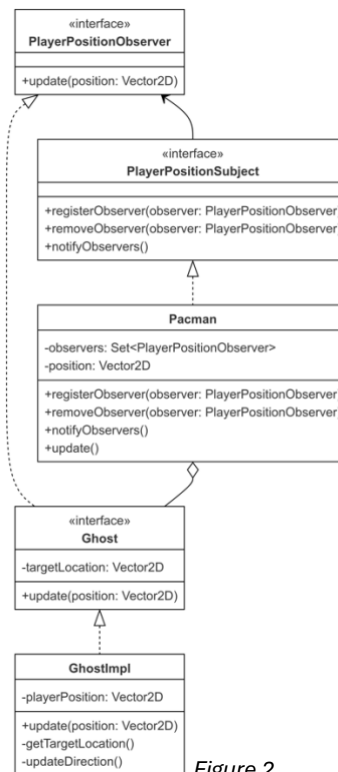 «interface»
PlayerPositionObserver
+update(position: Vector2D)
«interface»
PlayerPositionSubject
+registerObserver(observer: PlayerPositionObserver
+removeObserver(observer: PlayerPositionObserver
+notifyObservers()
Pacman
-observers: Set<PlayerPositionObserver>
-position: Vector2D
+registerObserver(observer: PlayerPositionObserver
+removeObserver(observer: PlayerPositionObserver
+notifyObservers()
+update()
«interface»
Ghost
-targetLocation: Vector2D
+update(position: Vector2D)
GhostImpl
-playerPosition: Vector2D
+update(position: Vector2D)
-getTargetLocation()
-updateDirection()
Figure 2